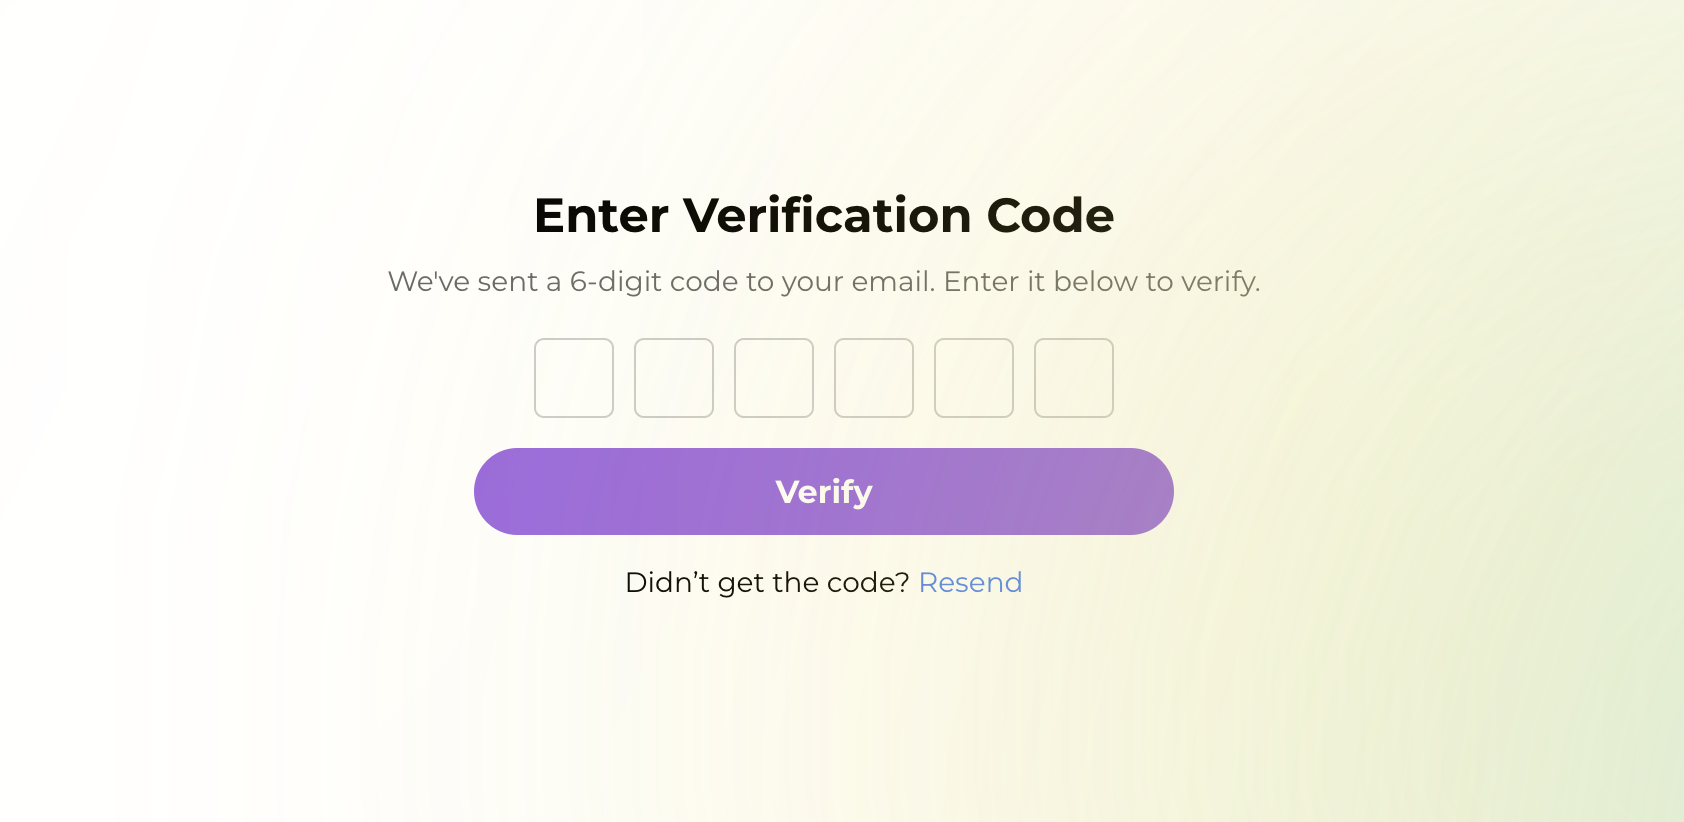 Enter Verification Code
We've sent a 6-digit code to your email. Enter it below to verify.
Verify
Didn’t get the code? Resend